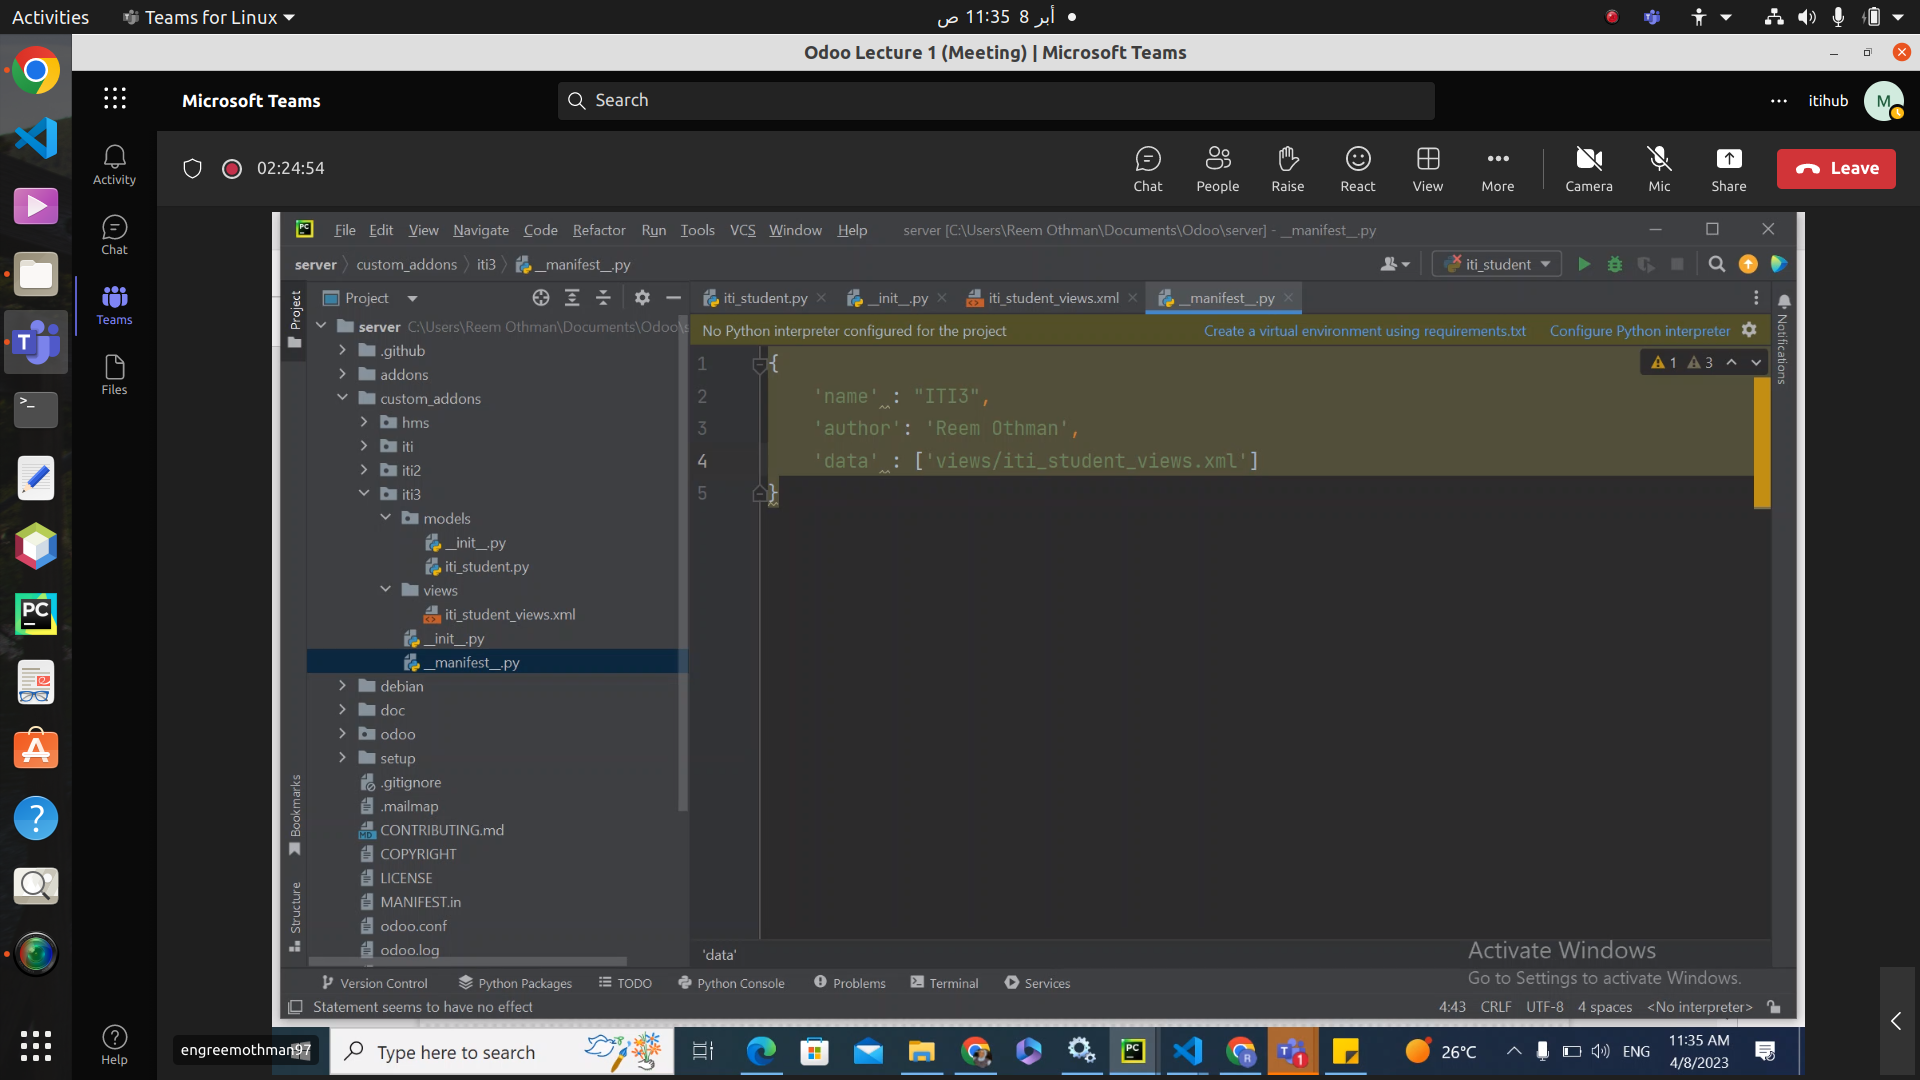 Activities
Teams for Linux
أبر 8 11:35 ص
Odoo Lecture 1 (Meeting) | Microsoft Teams
Microsoft Teams
Search
itihub
M
Activity
Chat
Teams
Files
Help
02:24:54
Chat
People
Raise
React
View
More
Camera
Mic
Share
Leave
PC
File Edit View Navigate Code Refactor Run Tools VCS Window Help
server [C:\Users\Reem Othman\Documents\Odoo\server] - __manifest__.py
server custom_addons iti3 __manifest__.py
iti_student
Project
Project
iti_student.py
__init__.py
iti_student_views.xml
__manifest__.py
Notifications
No Python interpreter configured for the project
Create a virtual environment using requirements.txt
Configure Python interpreter
server C:\Users\Reem Othman\Documents\Odoo\s
.github
addons
custom_addons
hms
iti
iti2
iti3
models
__init__.py
iti_student.py
views
iti_student_views.xml
__init__.py
__manifest__.py
debian
doc
odoo
setup
.gitignore
.mailmap
CONTRIBUTING.md
COPYRIGHT
LICENSE
MANIFEST.in
odoo.conf
odoo.log
Bookmarks
Structure
1 {
2 'name' : "ITI3",
3 'author': 'Reem Othman',
4 'data' : ['views/iti_student_views.xml']
5 }
1 3
'data'
Activate Windows
Go to Settings to activate Windows.
Version Control Python Packages TODO Python Console Problems Terminal Services
Statement seems to have no effect
4:43 CRLF UTF-8 4 spaces <No interpreter>
engreemothman97
Type here to search
26°C
ENG
11:35 AM
4/8/2023